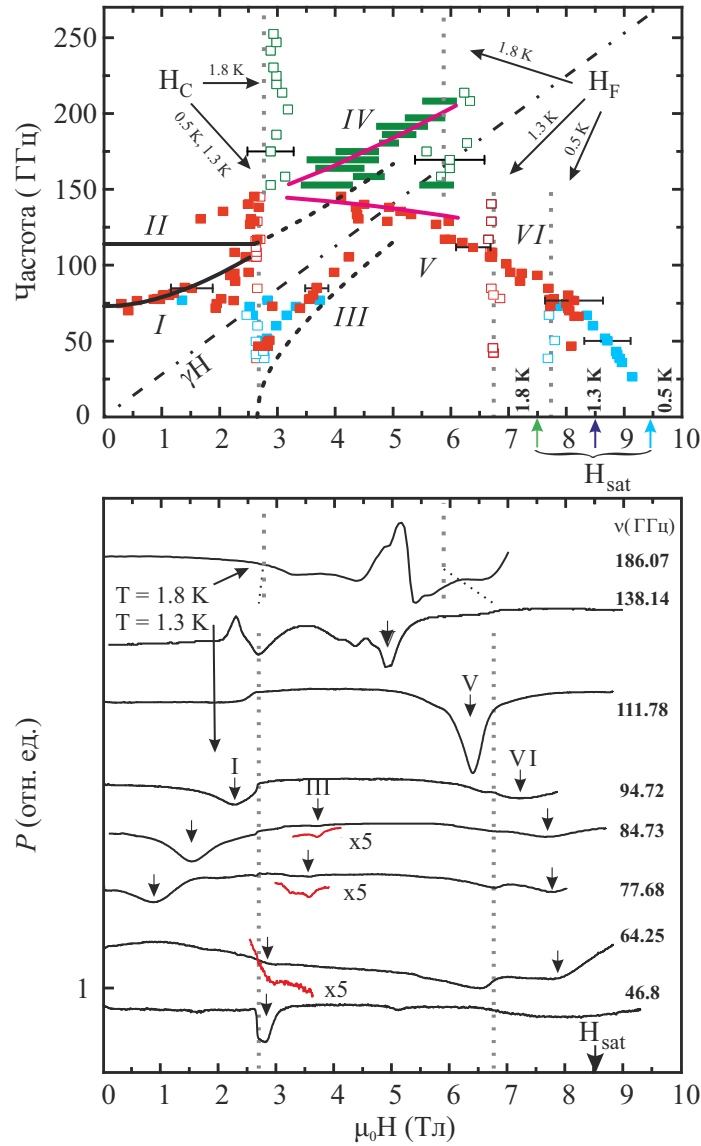 250
200
150
100
50
0
Частота ( ГГц)
H_C
1.8 K
0.5 K, 1.3 K
1.8 K
H_F
1.3 K
0.5 K
IV
II
I
γH
III
V
VI
1.8 K
1.3 K
0.5 K
0 1 2 3 4 5 6 7 8 9 10
H_sat
ν(ГГц)
186.07
T = 1.8 K
138.14
T = 1.3 K
V
111.78
I
VI
III
94.72
x5
84.73
x5
77.68
64.25
x5
46.8
1
H_sat
P (отн. ед.)
0 1 2 3 4 5 6 7 8 9 10
μ₀H (Тл)